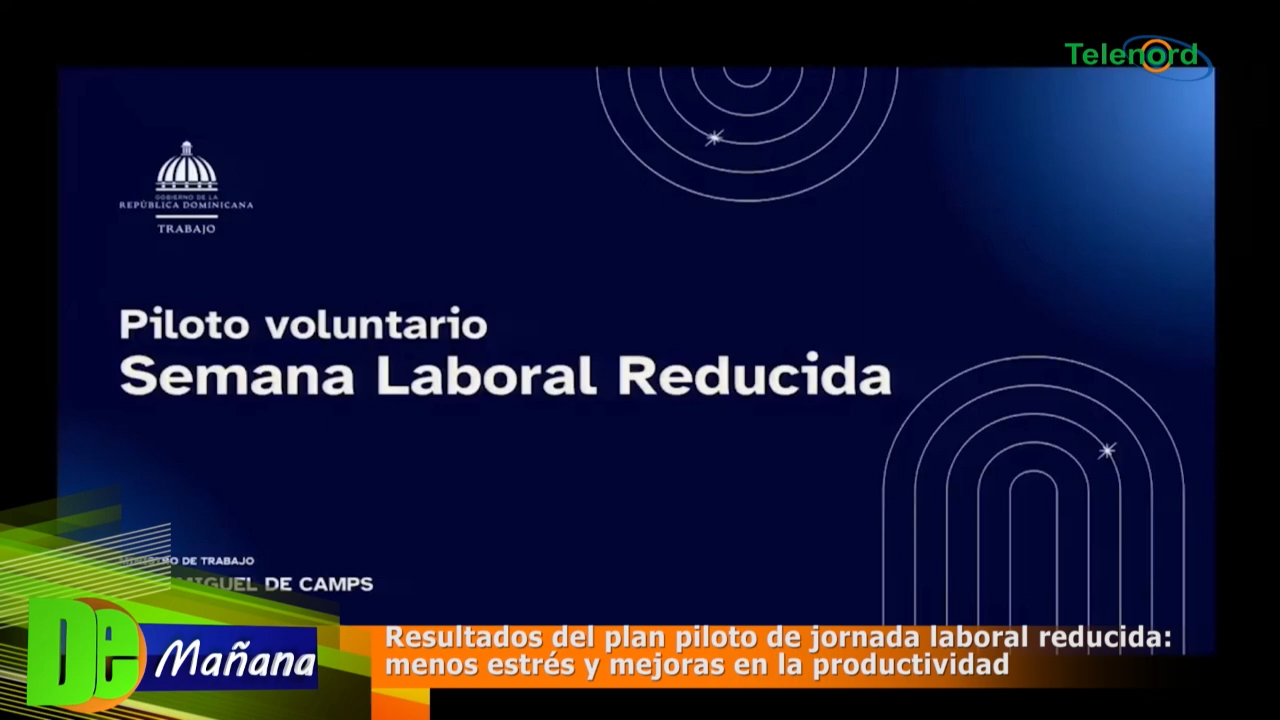 Telenord
GOBIERNO DE LA
REPÚBLICA DOMINICANA
TRABAJO
Piloto voluntario
Semana Laboral Reducida
MINISTRO DE TRABAJO
MIGUEL DE CAMPS
De
Mañana
Resultados del plan piloto de jornada laboral reducida:
menos estrés y mejoras en la productividad